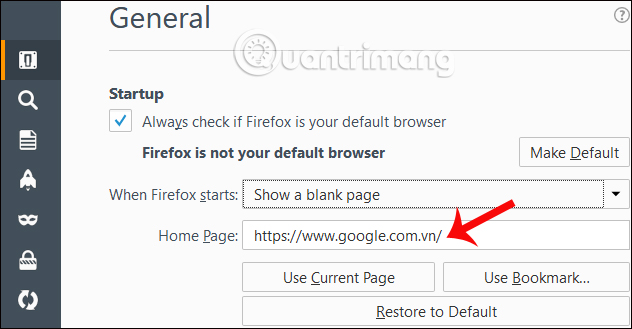 General
?
Quantrimang
Startup
Always check if Firefox is your default browser
Firefox is not your default browser
Make Default
When Firefox starts: Show a blank page
Home Page: https://www.google.com.vn/
Use Current Page
Use Bookmark...
Restore to Default